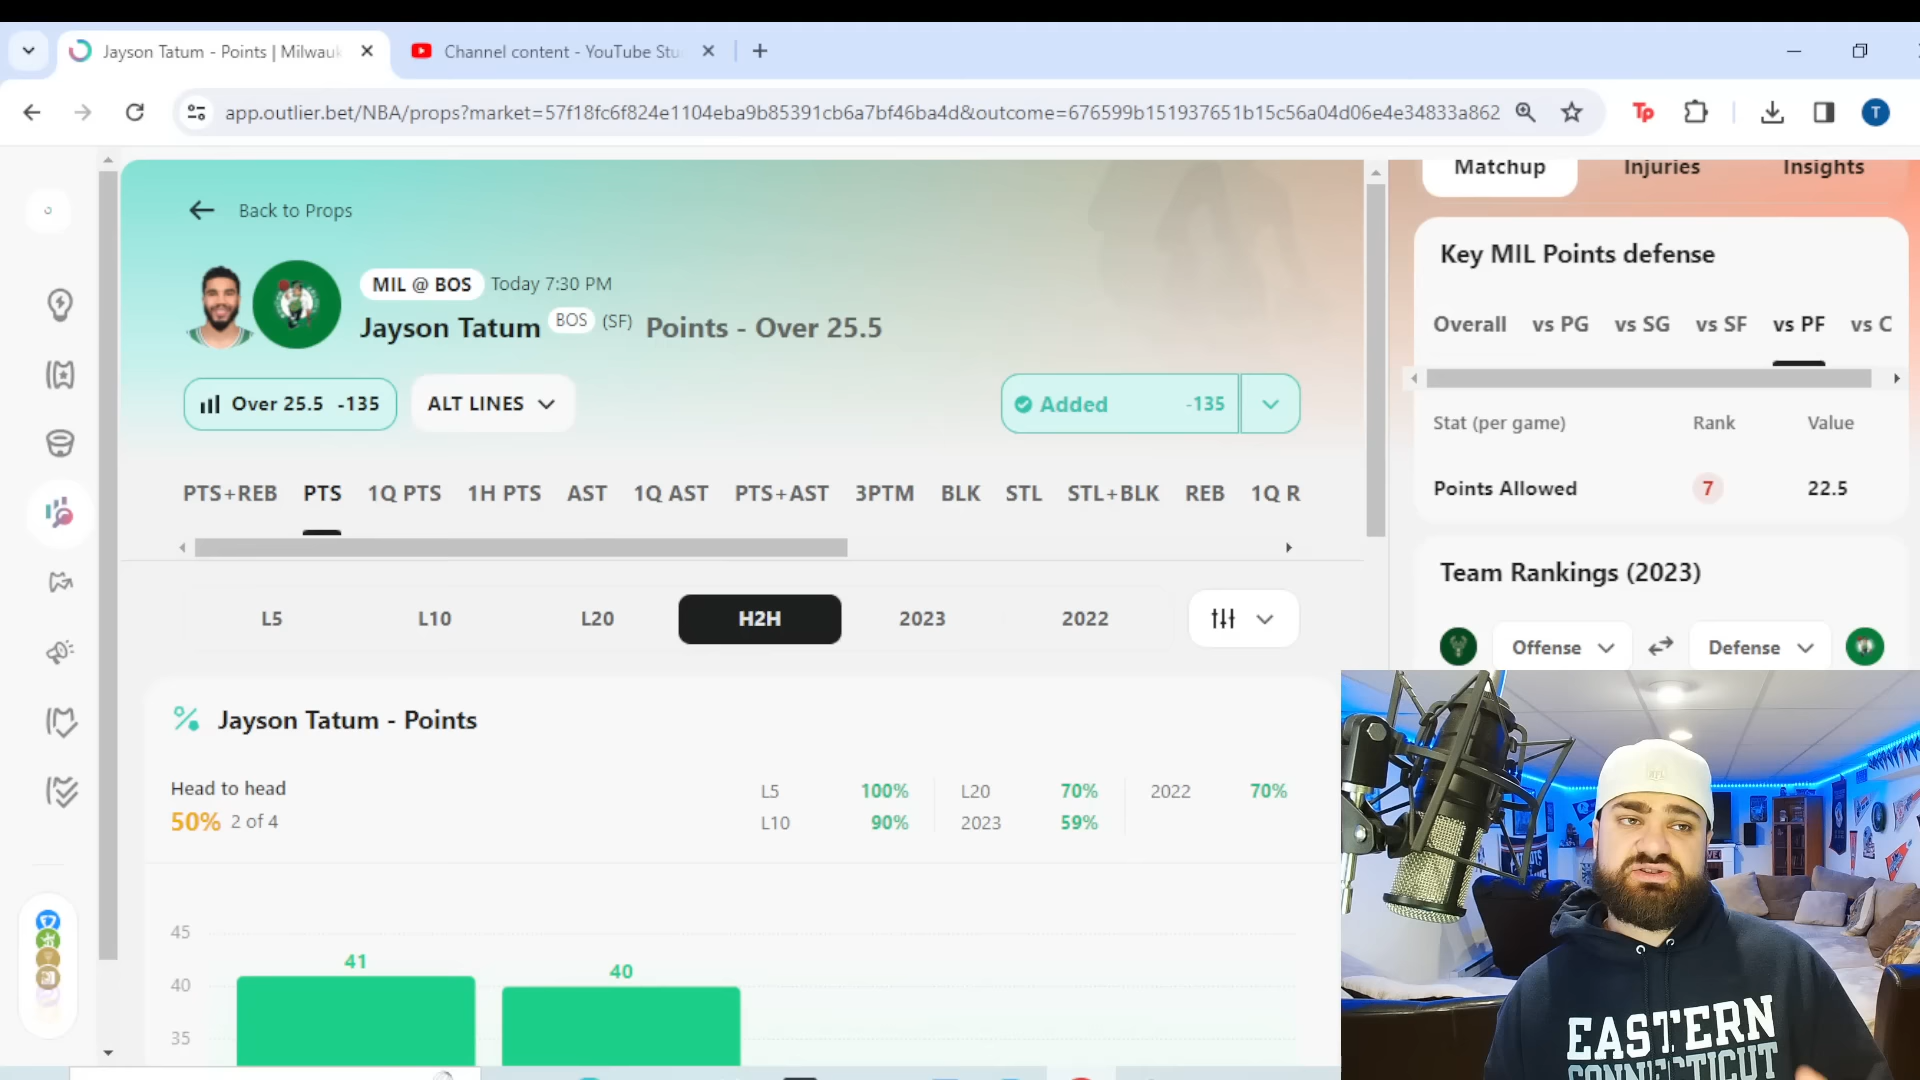 Jayson Tatum - Points | Milwauk
Channel content - YouTube Stu
app.outlier.bet/NBA/props?market=57f18fc6f824e1104eba9b85391cb6a7bf46ba4d&outcome=676599b151937651b15c56a04d06e4e34833a862
Tp
T
Back to Props
MIL @ BOS Today 7:30 PM
Jayson Tatum BOS (SF) Points - Over 25.5
Over 25.5 -135
ALT LINES
Added -135
PTS+REB PTS 1Q PTS 1H PTS AST 1Q AST PTS+AST 3PTM BLK STL STL+BLK REB 1Q R
L5 L10 L20 H2H 2023 2022
Jayson Tatum - Points
Head to head
50% 2 of 4
L5 100% L20 70% 2022 70%
L10 90% 2023 59%
45
41
40
40
35
Matchup Injuries Insights
Key MIL Points defense
Overall vs PG vs SG vs SF vs PF vs C
Stat (per game) Rank Value
Points Allowed 7 22.5
Team Rankings (2023)
Offense Defense
EASTERN
CONNECTICUT